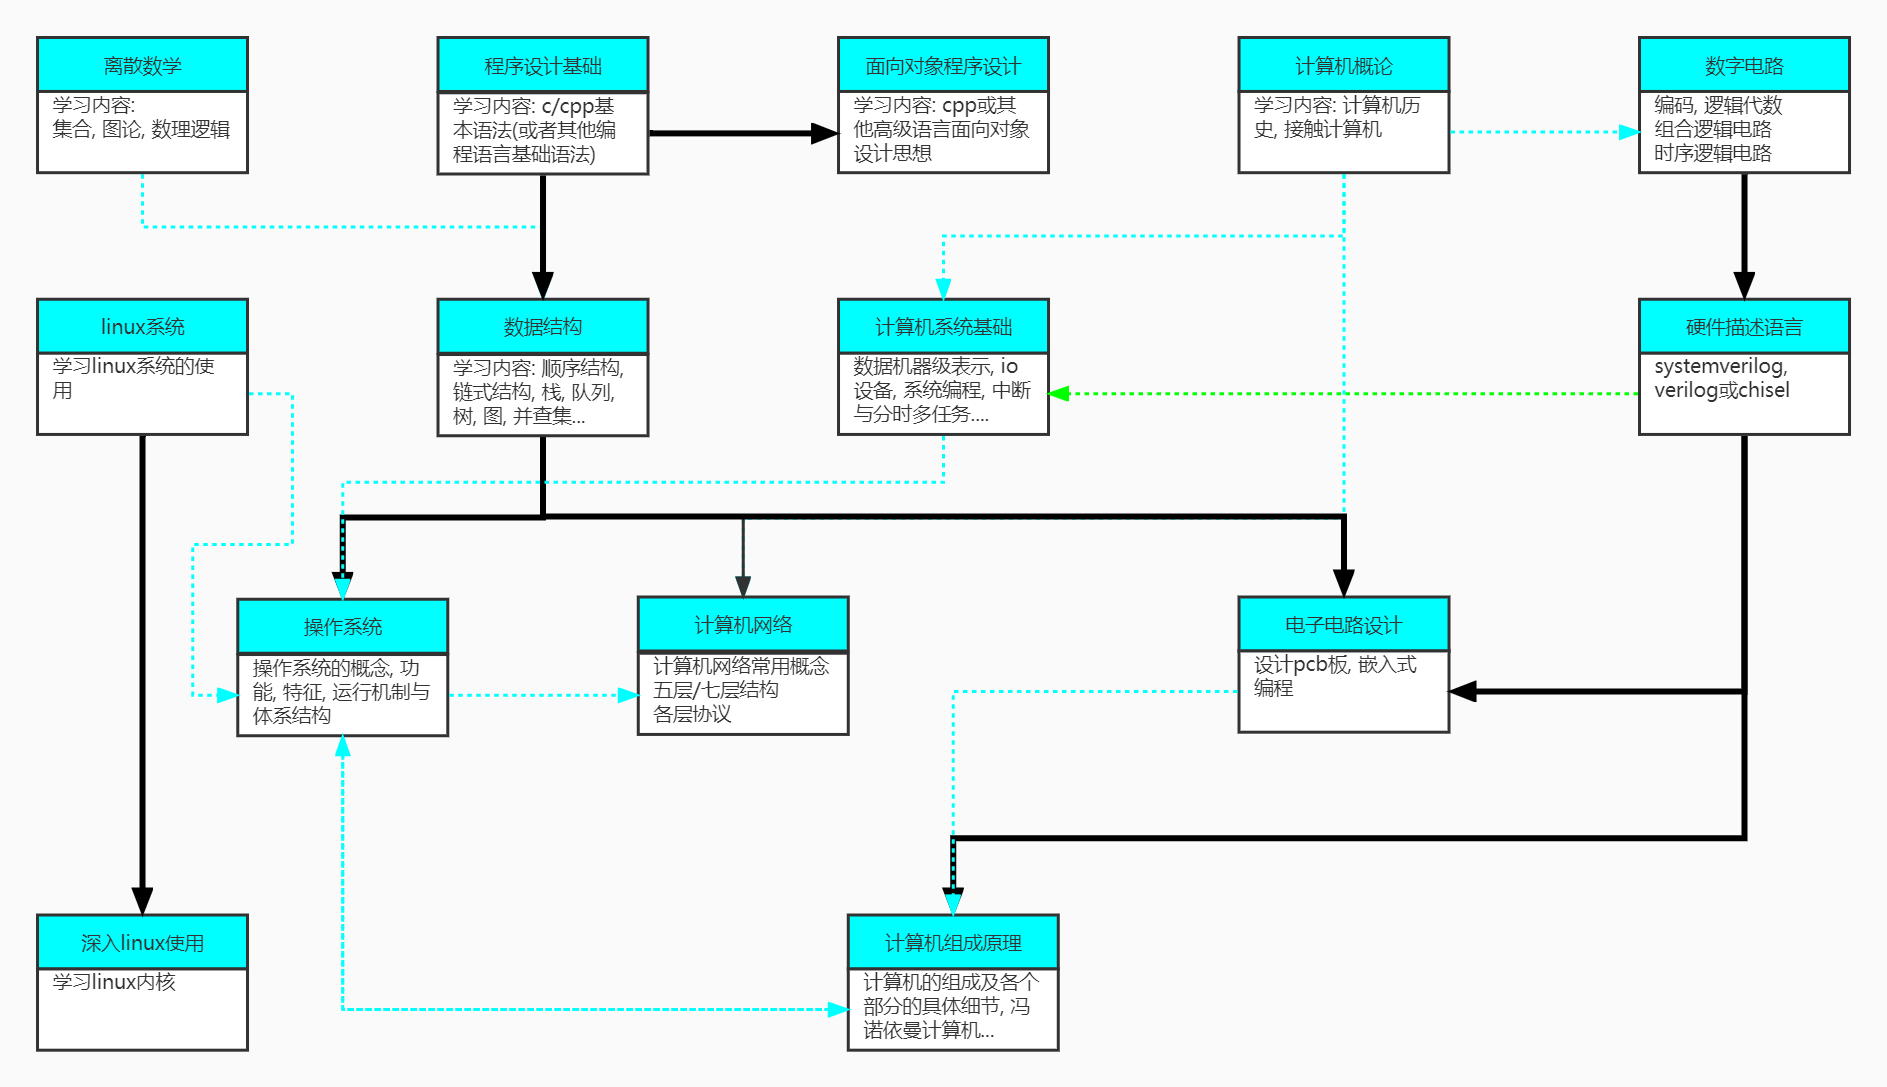 离散数学
学习内容:
集合, 图论, 数理逻辑
程序设计基础
学习内容: c/cpp基
本语法(或者其他编
程语言基础语法)
面向对象程序设计
学习内容: cpp或其
他高级语言面向对象
设计思想
计算机概论
学习内容: 计算机历
史, 接触计算机
数字电路
编码, 逻辑代数
组合逻辑电路
时序逻辑电路
linux系统
学习linux系统的使
用
数据结构
学习内容: 顺序结构,
链式结构, 栈, 队列,
树, 图, 并查集...
计算机系统基础
数据机器级表示, io
设备, 系统编程, 中断
与分时多任务....
硬件描述语言
systemverilog,
verilog或chisel
操作系统
操作系统的概念, 功
能, 特征, 运行机制与
体系结构
计算机网络
计算机网络常用概念
五层/七层结构
各层协议
电子电路设计
设计pcb板, 嵌入式
编程
深入linux使用
学习linux内核
计算机组成原理
计算机的组成及各个
部分的具体细节, 冯
诺依曼计算机...